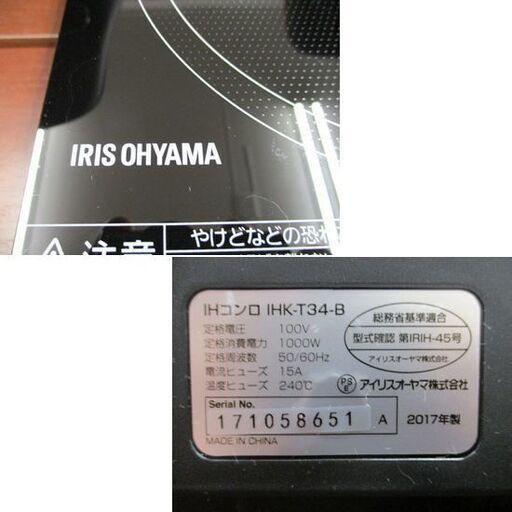 IRIS OHYAMA
注意
やけどなどの恐れ
IHコンロ IHK-T34-B
定格電圧 100V
定格消費電力 1000W
定格周波数 50/60Hz
電流ヒューズ 15A
温度ヒューズ 240℃
総務省基準適合
型式確認 第IRIH-45号
アイリスオーヤマ株式会社
PSE アイリスオーヤマ株式会社
Serial No.
171058651 A 2017年製
MADE IN CHINA